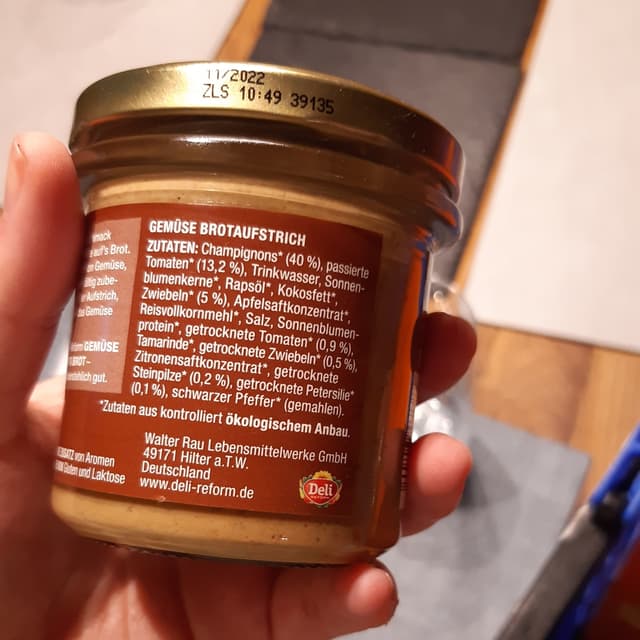 11/2022
ZLS 10:49 39135
GEMÜSE BROTAUFSTRICH
ZUTATEN: Champignons* (40 %), passierte
Tomaten* (13,2 %), Trinkwasser, Sonnen-
blumenkerne*, Rapsöl*, Kokosfett*,
Zwiebeln* (5 %), Apfelsaftkonzentrat*,
Reisvollkornmehl*, Salz, Sonnenblumen-
protein*, getrocknete Tomaten* (0,9 %),
Tamarinde*, getrocknete Zwiebeln* (0,5 %),
Zitronensaftkonzentrat*, getrocknete
Steinpilze* (0,2 %), getrocknete Petersilie*
(0,1 %), schwarzer Pfeffer* (gemahlen).
*Zutaten aus kontrolliert ökologischem Anbau.
Walter Rau Lebensmittelwerke GmbH
49171 Hilter a.T.W.
Deutschland
www.deli-reform.de
Deli
auf's Brot.
Gemüse,
Aufstrich,
Gemüse
GEMÜSE
BROT–
gut.
von Aromen
Gluten und Laktose